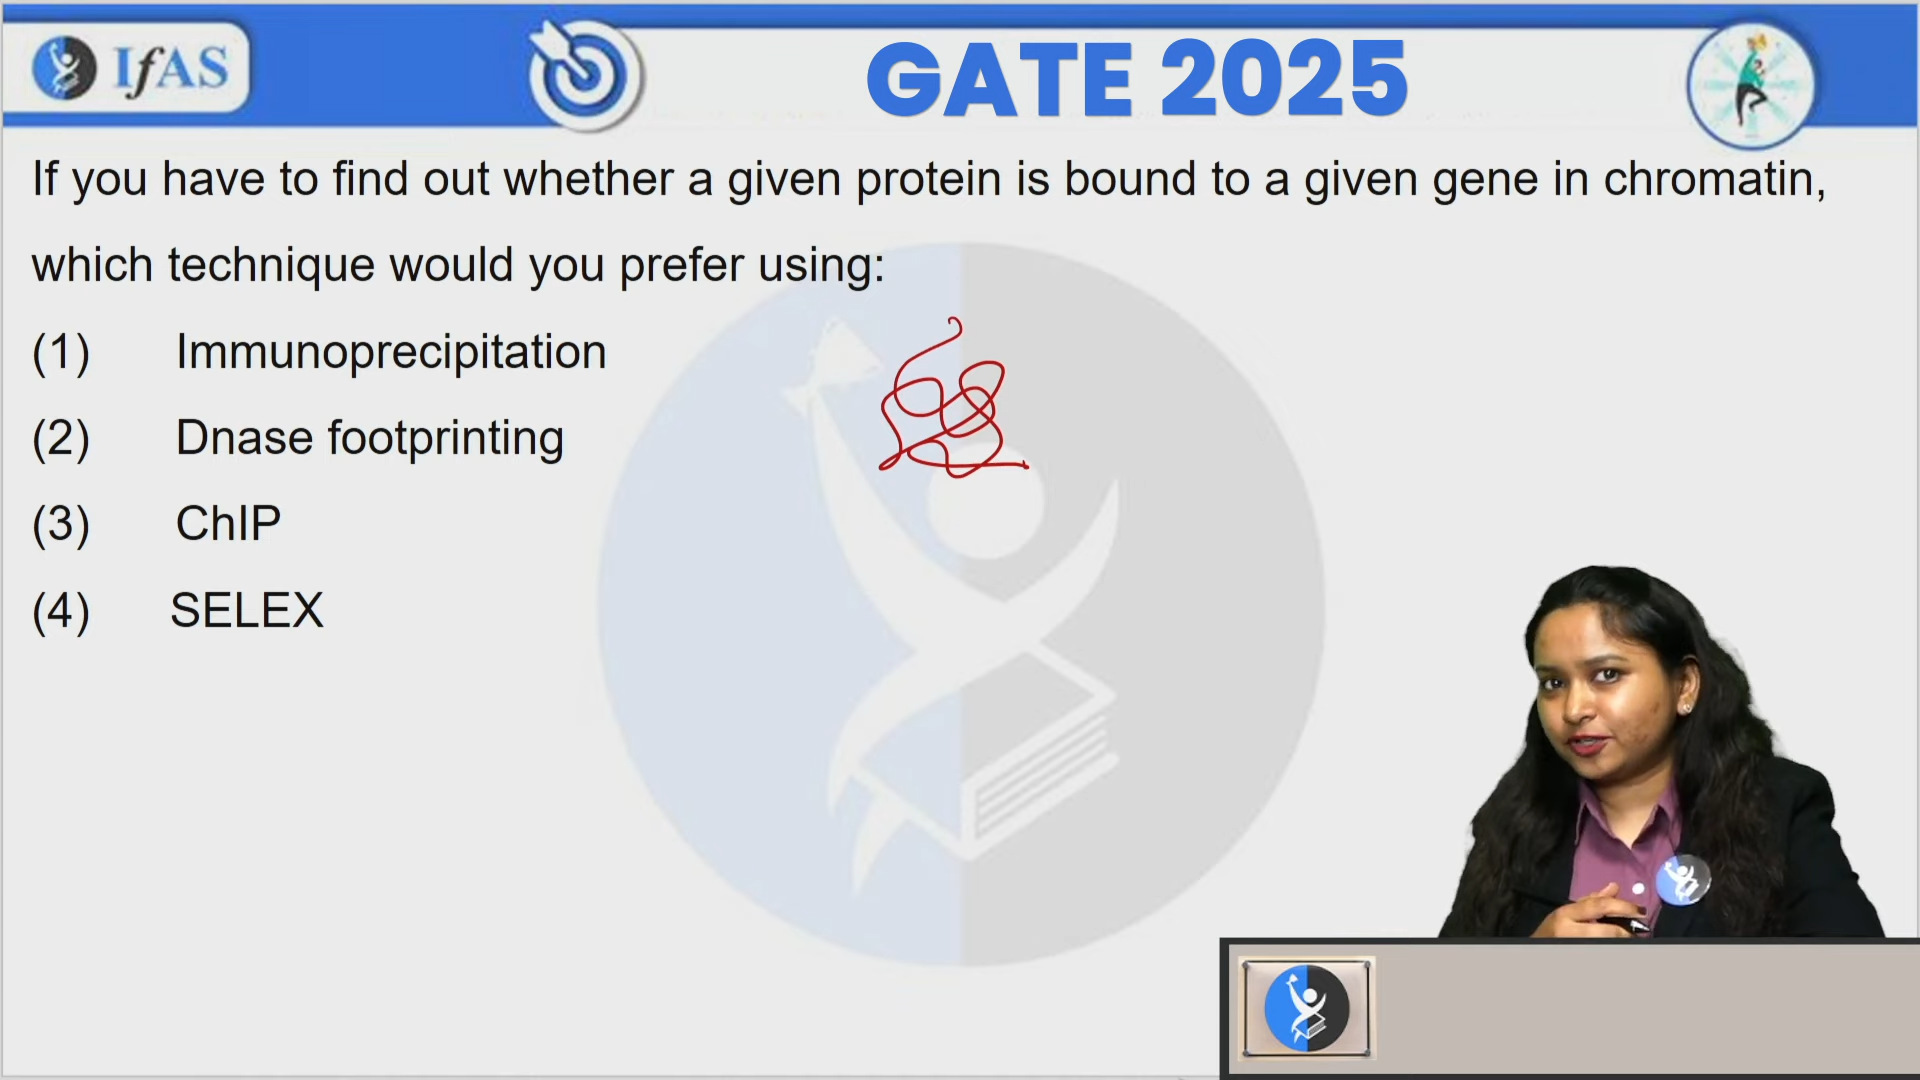 IfAS
GATE 2025
If you have to find out whether a given protein is bound to a given gene in chromatin,
which technique would you prefer using:
(1) Immunoprecipitation
(2) Dnase footprinting
(3) ChIP
(4) SELEX